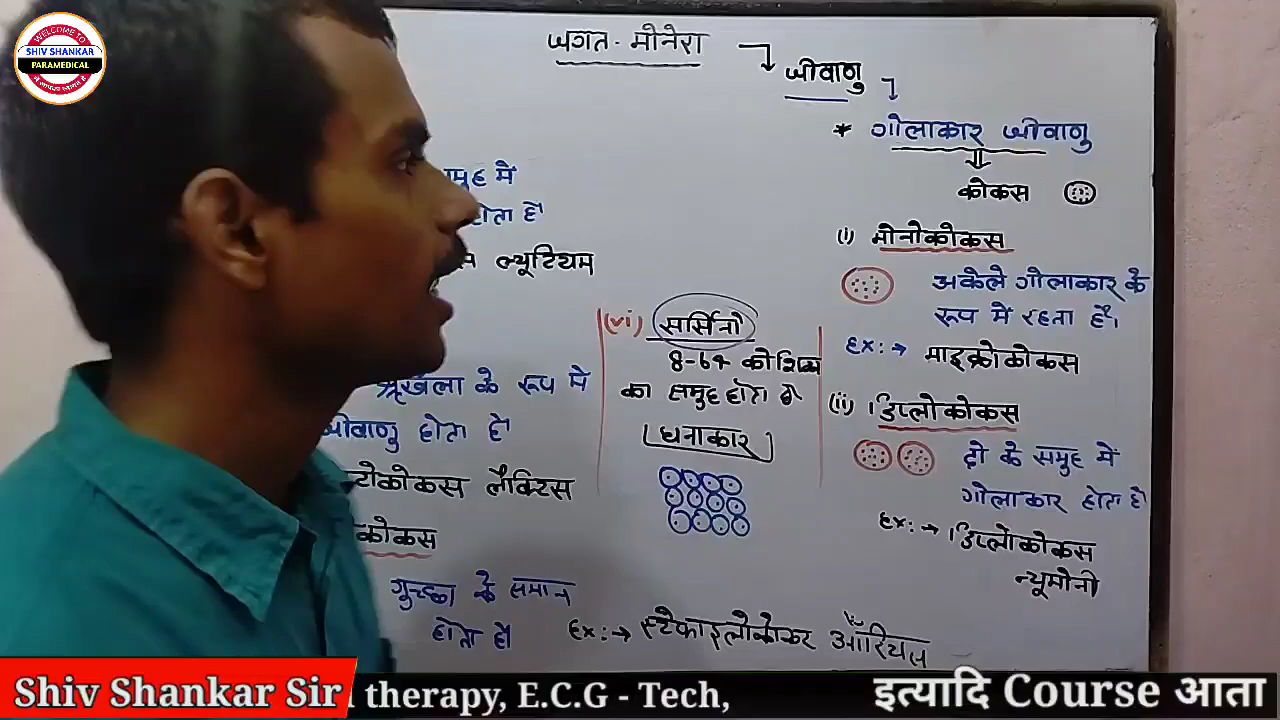 WELCOME TO
SHIV SHANKAR
PARAMEDICAL
जगत - मोनेरा
जीवाणु
* गोलाकार जीवाणु
कोकस
(i) मोनोकोकस
अकेले गोलाकार के
रूप में रहता है।
Ex: → माइक्रोकोकस
(ii) डिप्लोकोकस
दो के समुह में
गोलाकार होता है
Ex: → डिप्लोकोकस
न्यूमोनी
मुह में
होता है
ल्यूटियम
श्रृंखला के रूप में
जीवाणु होता है
टोकोकस लैक्टिस
कोकस
गुच्छा के समान
होता है
Ex: → स्टेफाइलोकोकस ऑरियस
(vi) सार्सिनी
8-64 कोशिका
का समुह होता है
(घनाकार)
Shiv Shankar Sir
therapy, E.C.G - Tech,
इत्यादि Course आता